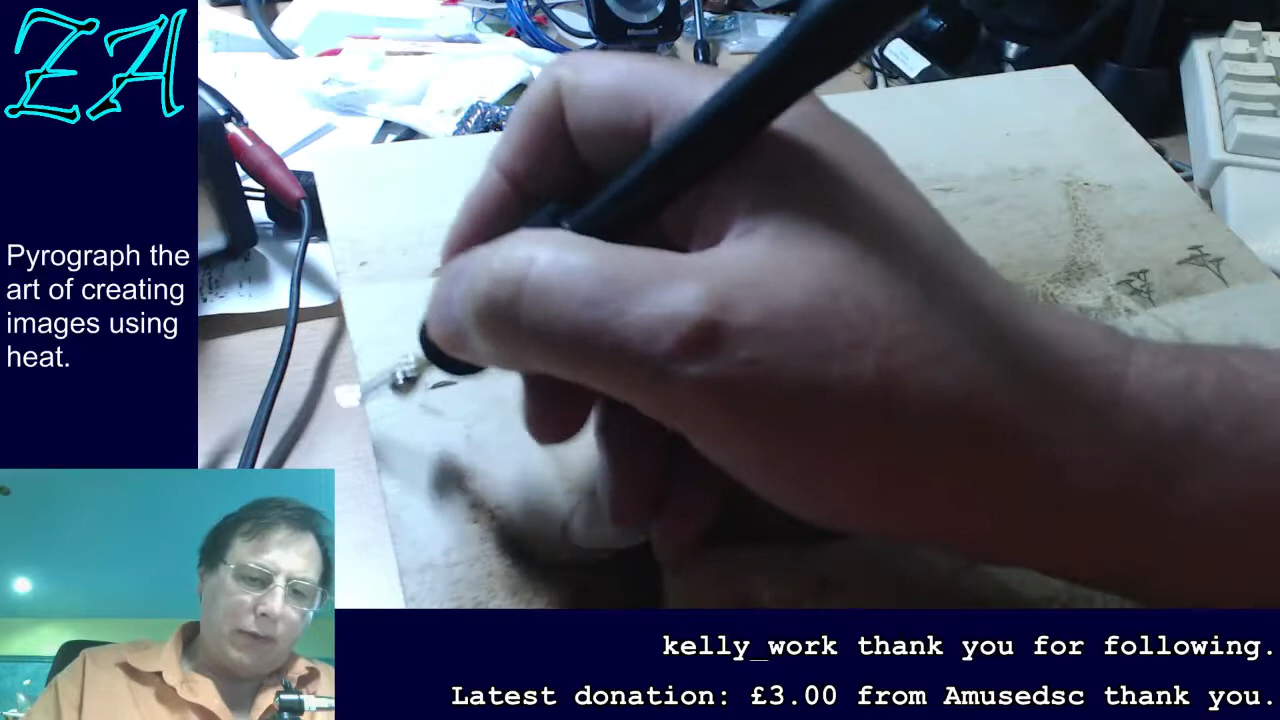 ZA
Pyrograph the
art of creating
images using
heat.
kelly_work thank you for following.
Latest donation: £3.00 from Amusedsc thank you.